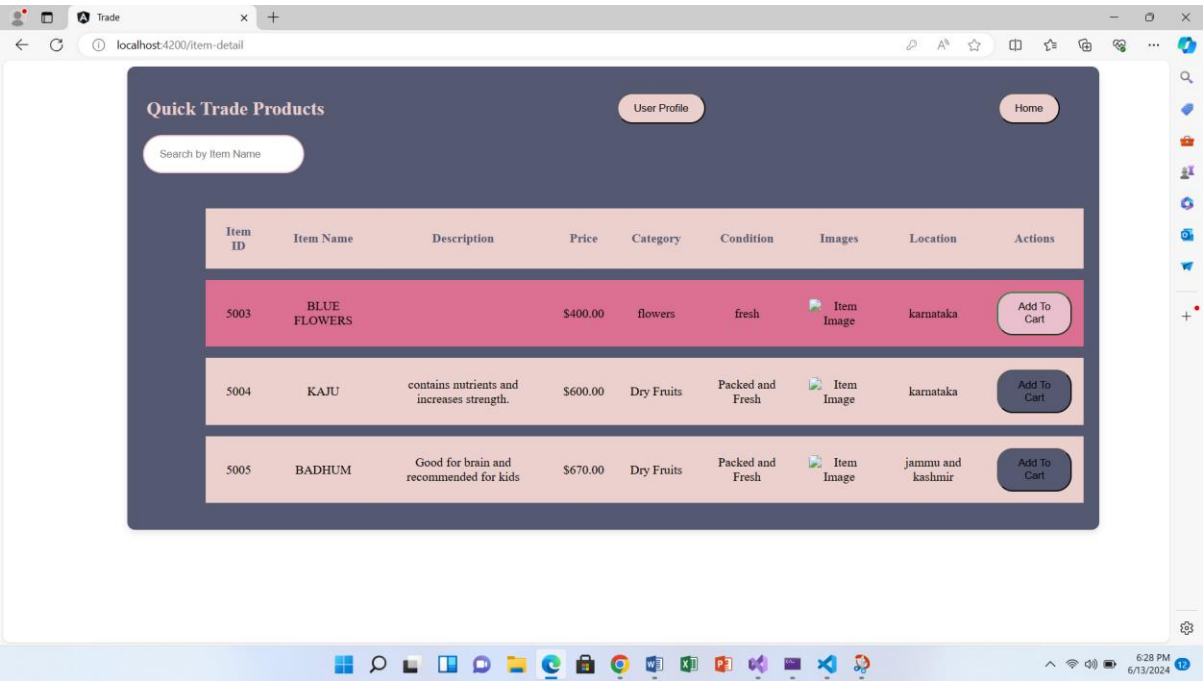 Trade
localhost:4200/item-detail
Quick Trade Products
User Profile
Home
Search by Item Name
Item
ID
Item Name
Description
Price
Category
Condition
Images
Location
Actions
5003
BLUE
FLOWERS
$400.00
flowers
fresh
Item
Image
karnataka
Add To
Cart
5004
KAJU
contains nutrients and
increases strength.
$600.00
Dry Fruits
Packed and
Fresh
Item
Image
karnataka
Add To
Cart
5005
BADHUM
Good for brain and
recommended for kids
$670.00
Dry Fruits
Packed and
Fresh
Item
Image
jammu and
kashmir
Add To
Cart
6:28 PM
6/13/2024
12